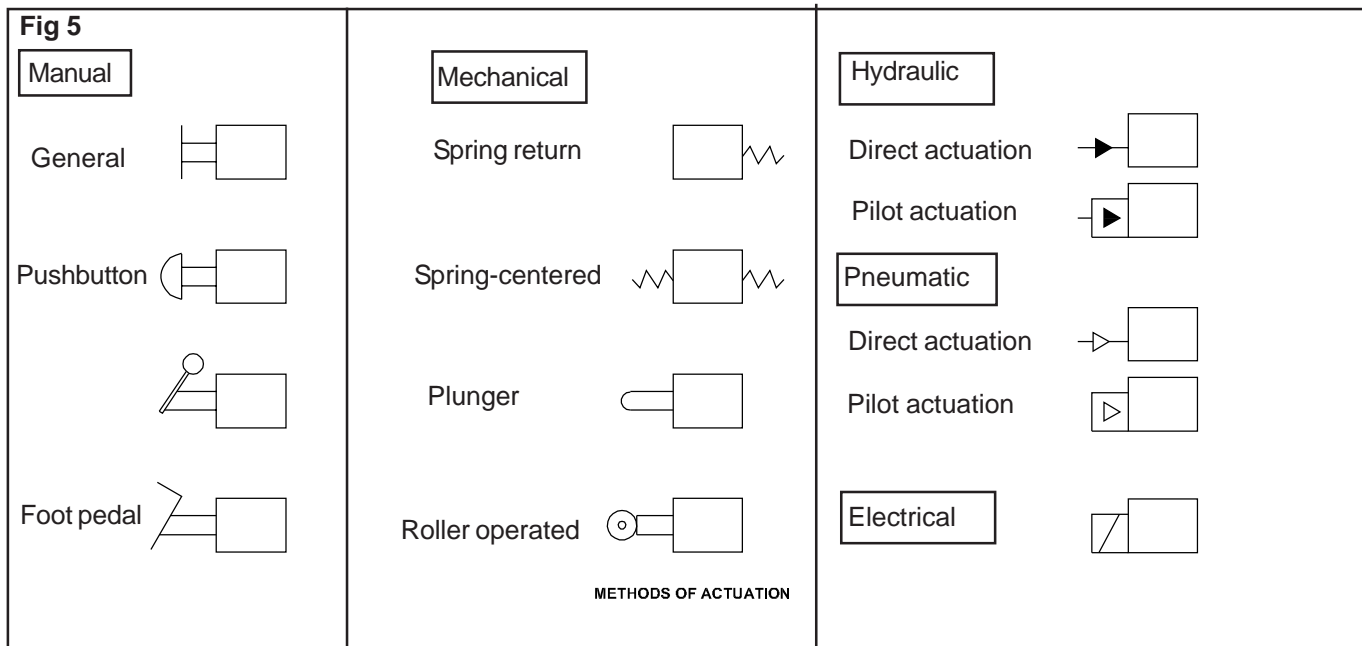 Fig 5
Manual
General
Pushbutton
Foot pedal
Mechanical
Spring return
Spring-centered
Plunger
Roller operated
METHODS OF ACTUATION
Hydraulic
Direct actuation
Pilot actuation
Pneumatic
Direct actuation
Pilot actuation
Electrical